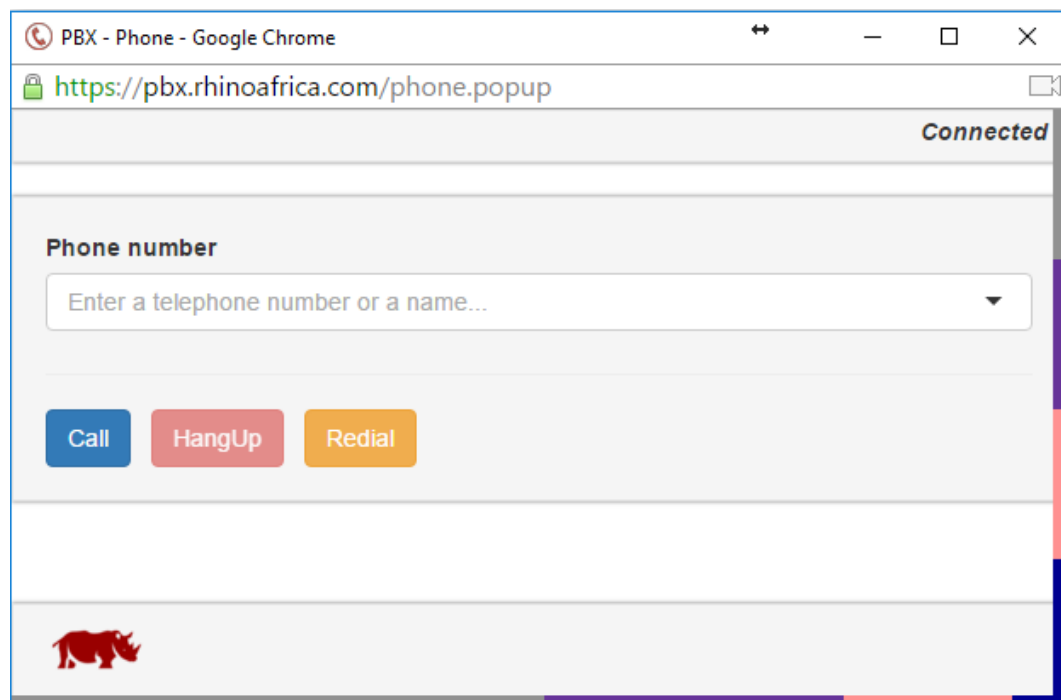 PBX - Phone - Google Chrome
https://pbx.rhinoafrica.com/phone.popup
Connected
Phone number
Enter a telephone number or a name...
Call HangUp Redial